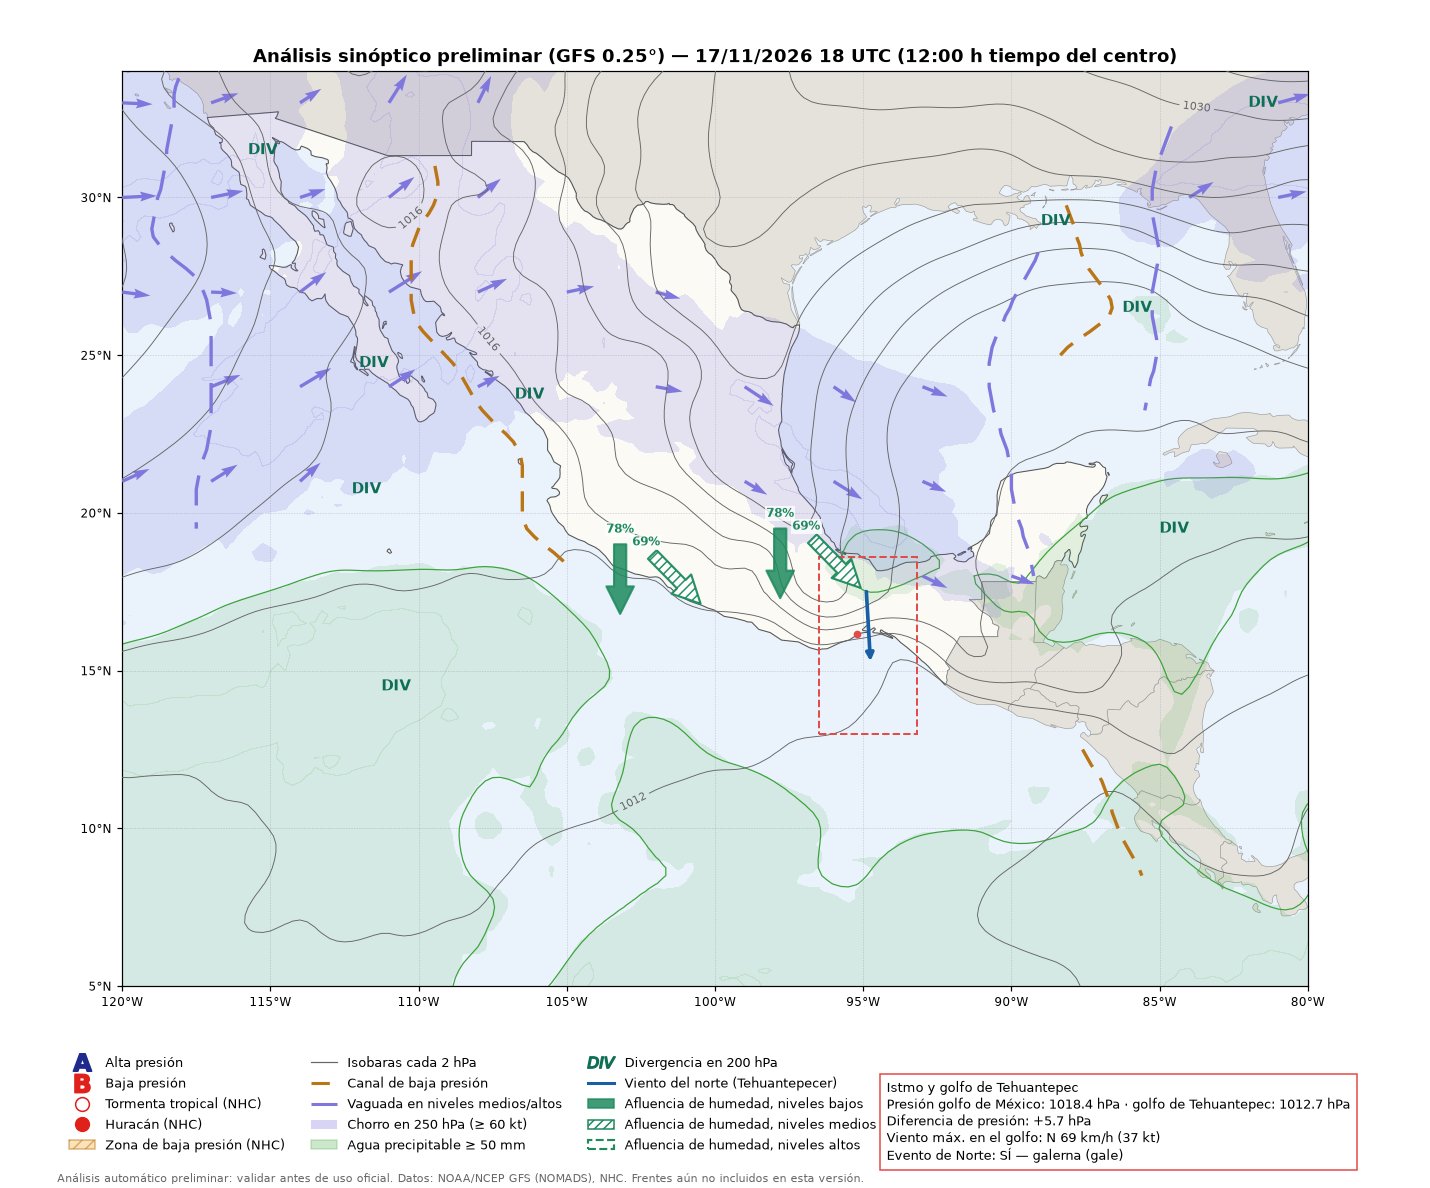 Análisis sinóptico preliminar (GFS 0.25°) — 17/11/2026 18 UTC (12:00 h tiempo del centro)
1030
DIV
DIV
30°N
1016
DIV
DIV
1016
25°N
DIV
DIV
DIV
20°N
78%
69%
78%
69%
DIV
15°N
DIV
1012
10°N
5°N
120°W
115°W
110°W
105°W
100°W
95°W
90°W
85°W
80°W
A Alta presión
B Baja presión
Tormenta tropical (NHC)
Huracán (NHC)
Zona de baja presión (NHC)
Isobaras cada 2 hPa
Canal de baja presión
Vaguada en niveles medios/altos
Chorro en 250 hPa (≥ 60 kt)
Agua precipitable ≥ 50 mm
DIV Divergencia en 200 hPa
Viento del norte (Tehuantepecer)
Afluencia de humedad, niveles bajos
Afluencia de humedad, niveles medios
Afluencia de humedad, niveles altos
Istmo y golfo de Tehuantepec
Presión golfo de México: 1018.4 hPa · golfo de Tehuantepec: 1012.7 hPa
Diferencia de presión: +5.7 hPa
Viento máx. en el golfo: N 69 km/h (37 kt)
Evento de Norte: SÍ — galerna (gale)
Análisis automático preliminar: validar antes de uso oficial. Datos: NOAA/NCEP GFS (NOMADS), NHC. Frentes aún no incluidos en esta versión.